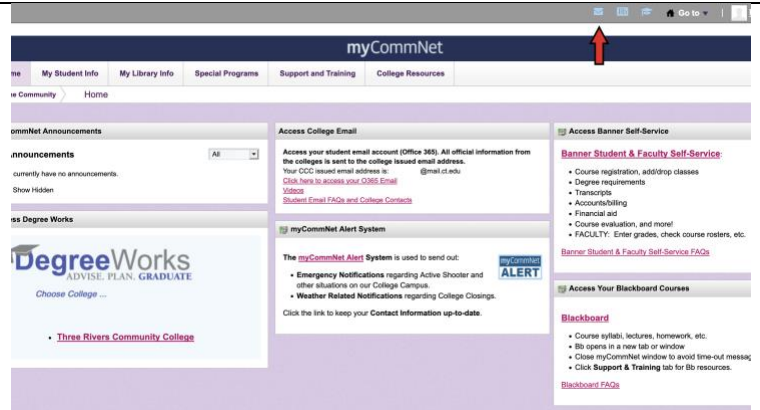 Go to
myCommNet
me My Student Info My Library Info Special Programs Support and Training College Resources
e Community Home
ommNet Announcements
nnouncements All
currently have no announcements.
Show Hidden
ss Degree Works
DegreeWorks
ADVISE. PLAN. GRADUATE
Choose College ...
• Three Rivers Community College
Access College Email
Access your student email account (Office 365). All official information from
the colleges is sent to the college issued email address.
Your CCC issued email address is: @mail.ct.edu
Click here to access your O365 Email
Videos
Student Email FAQs and College Contacts
myCommNet Alert System
The myCommNet Alert System is used to send out:
myCommNet
ALERT
• Emergency Notifications regarding Active Shooter and
other situations on our College Campus.
• Weather Related Notifications regarding College Closings.
Click the link to keep your Contact Information up-to-date.
Access Banner Self-Service
Banner Student & Faculty Self-Service:
• Course registration, add/drop classes
• Degree requirements
• Transcripts
• Accounts/billing
• Financial aid
• Course evaluation, and more!
• FACULTY: Enter grades, check course rosters, etc.
Banner Student & Faculty Self-Service FAQs
Access Your Blackboard Courses
Blackboard
• Course syllabi, lectures, homework, etc.
• Bb opens in a new tab or window
• Close myCommNet window to avoid time-out messag
• Click Support & Training tab for Bb resources.
Blackboard FAQs